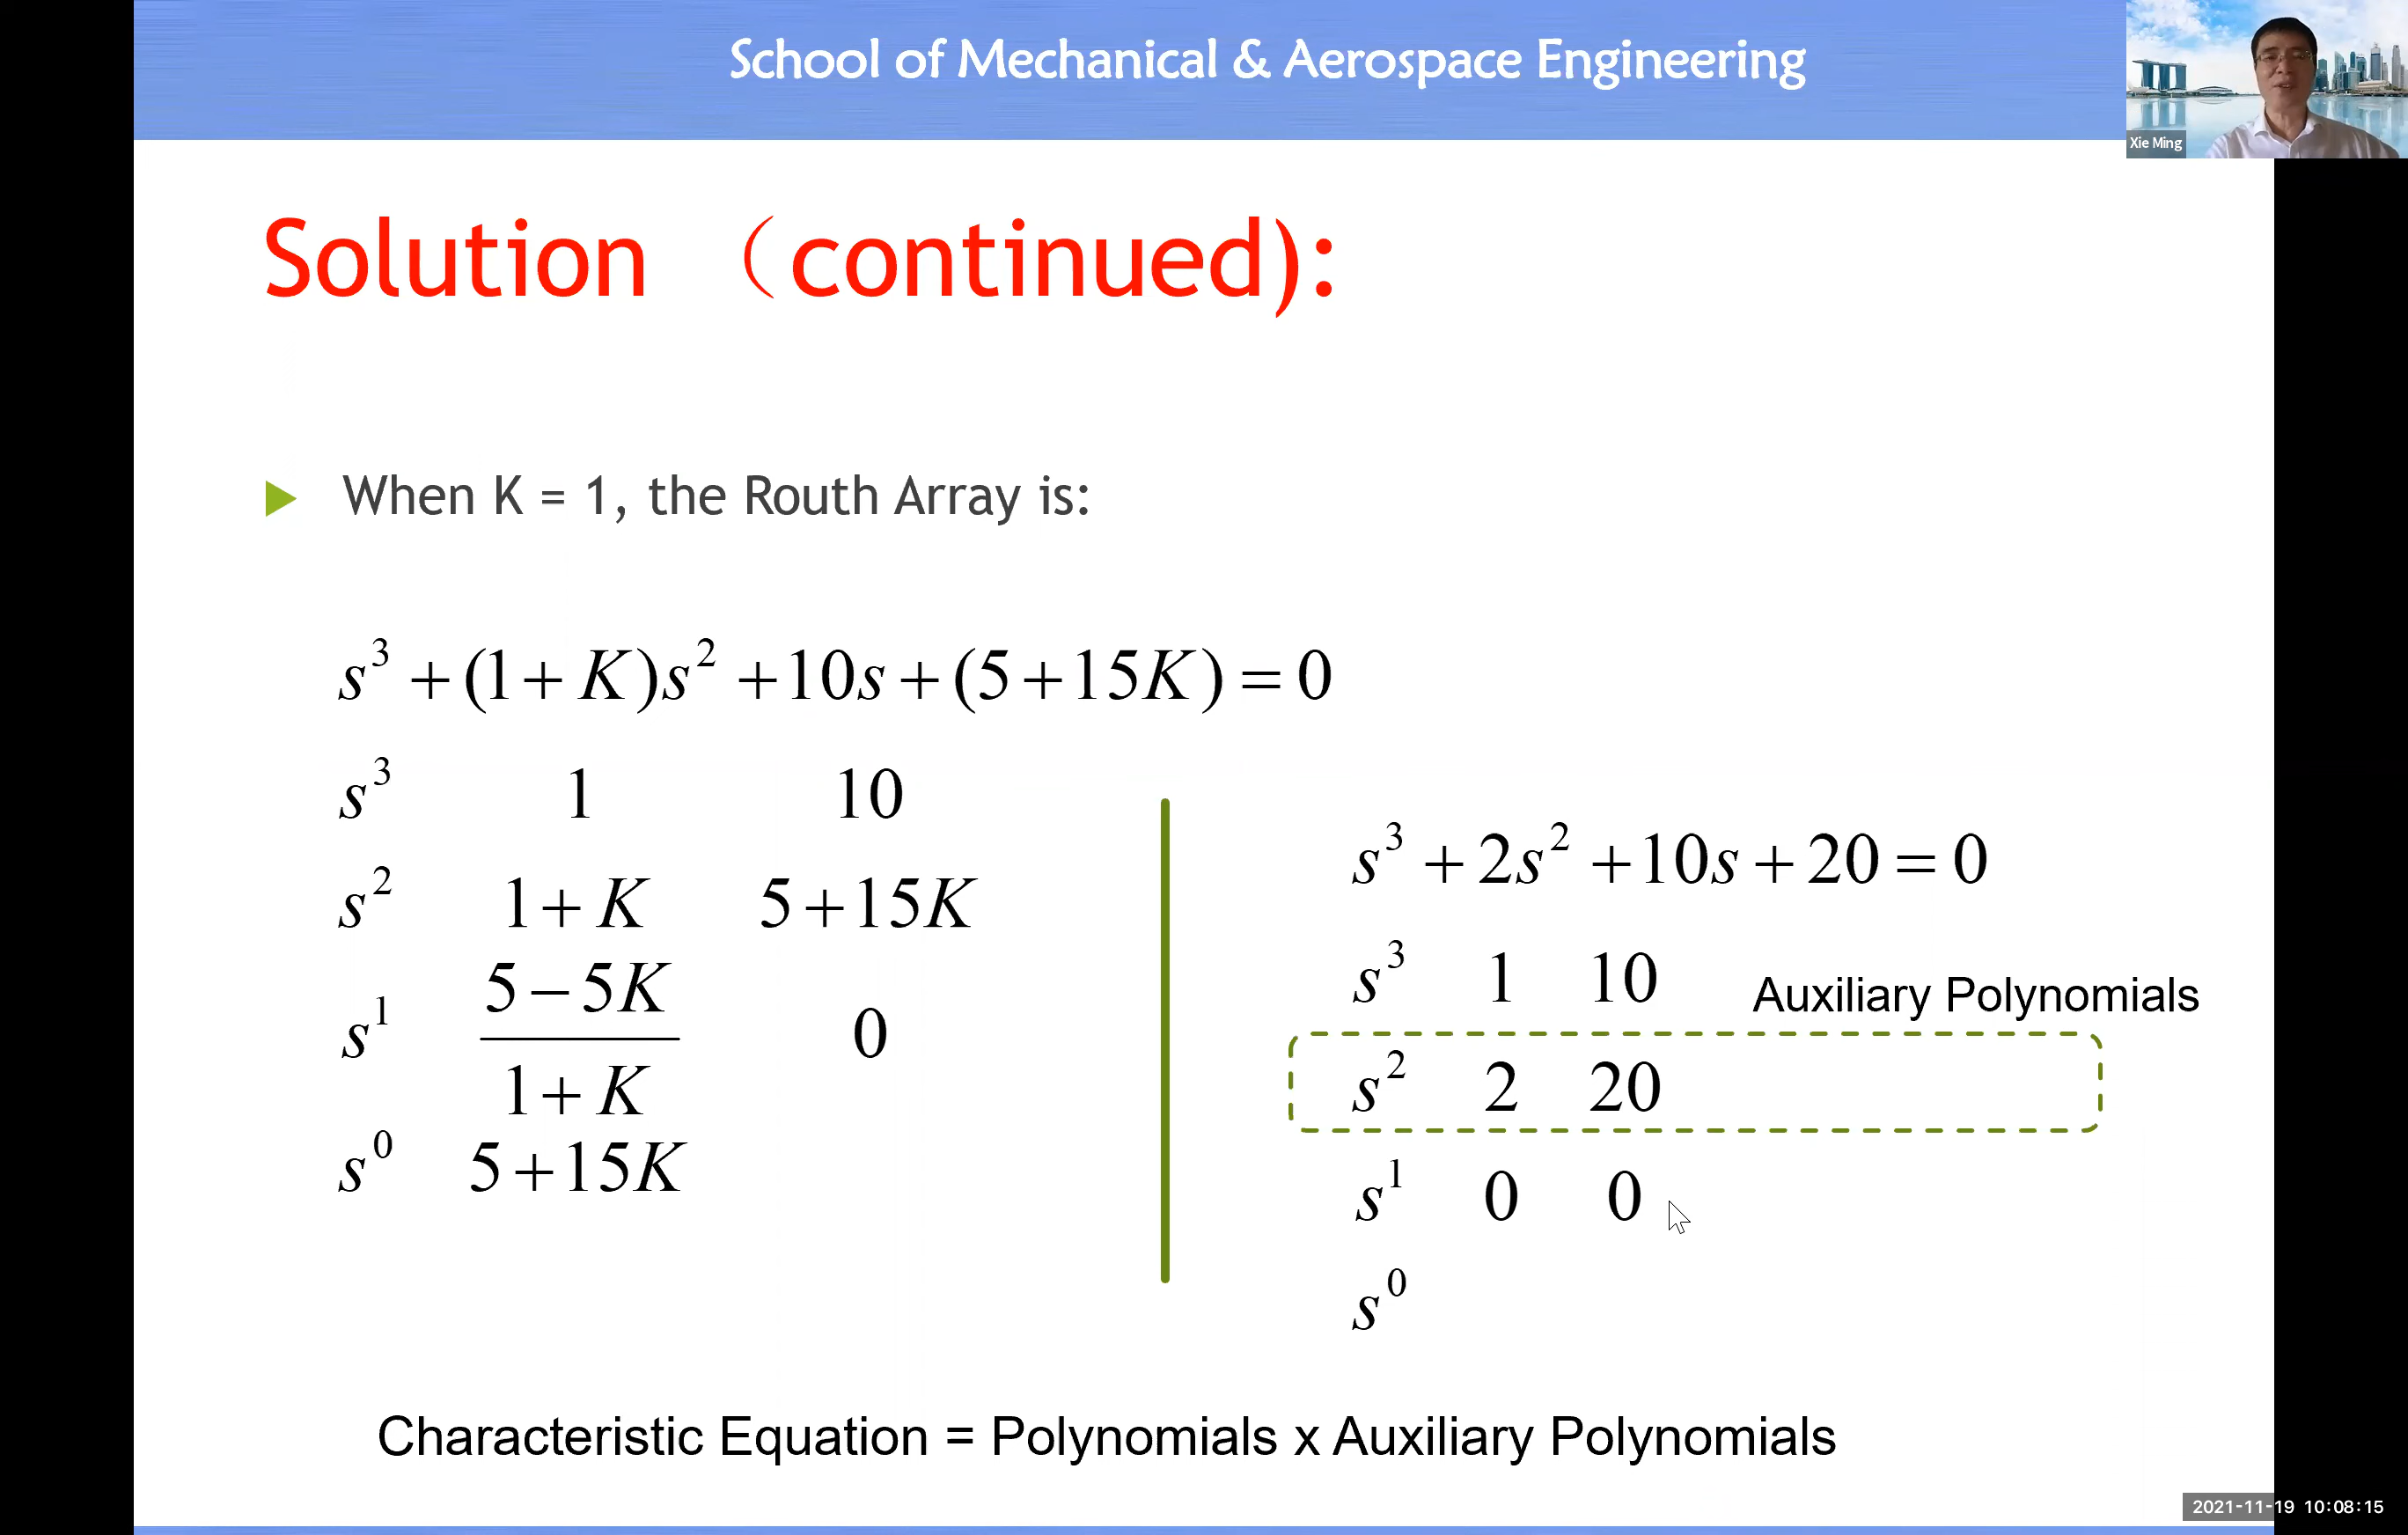 School of Mechanical & Aerospace Engineering
Xie Ming
Solution （continued):
When K = 1, the Routh Array is:
s³ + (1 + K)s² + 10s + (5 + 15K) = 0
s³ 1 10
s² 1 + K 5 + 15K
s¹ (5 − 5K)/(1 + K) 0
s⁰ 5 + 15K
s³ + 2s² + 10s + 20 = 0
s³ 1 10
Auxiliary Polynomials
s² 2 20
s¹ 0 0
s⁰
Characteristic Equation = Polynomials x Auxiliary Polynomials
2021-11-19 10:08:15